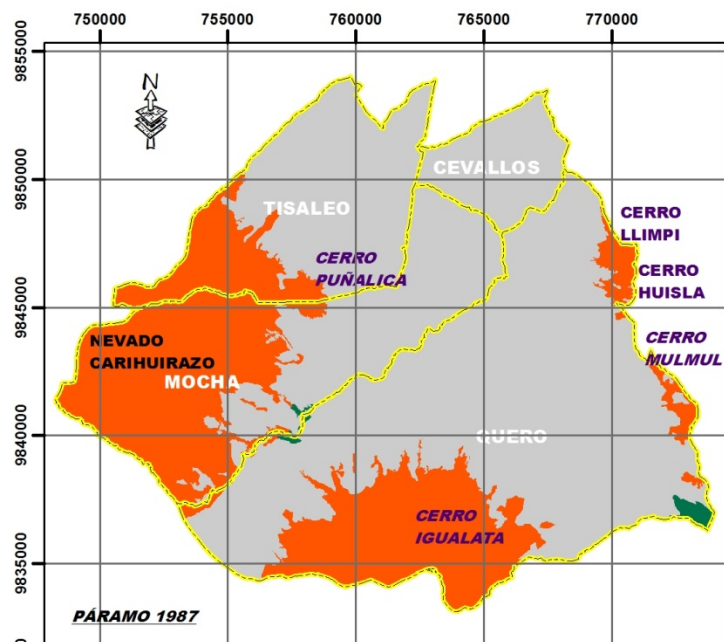 750000 755000 760000 765000 770000
9855000
N
CEVALLOS
9850000
TISALEO
CERRO
LLIMPI
CERRO
PUÑALICA
CERRO
HUISLA
9845000
NEVADO
CARIHUIRAZO
MOCHA
CERRO
MULMUL
9840000
QUERO
CERRO
IGUALATA
9835000
PÁRAMO 1987